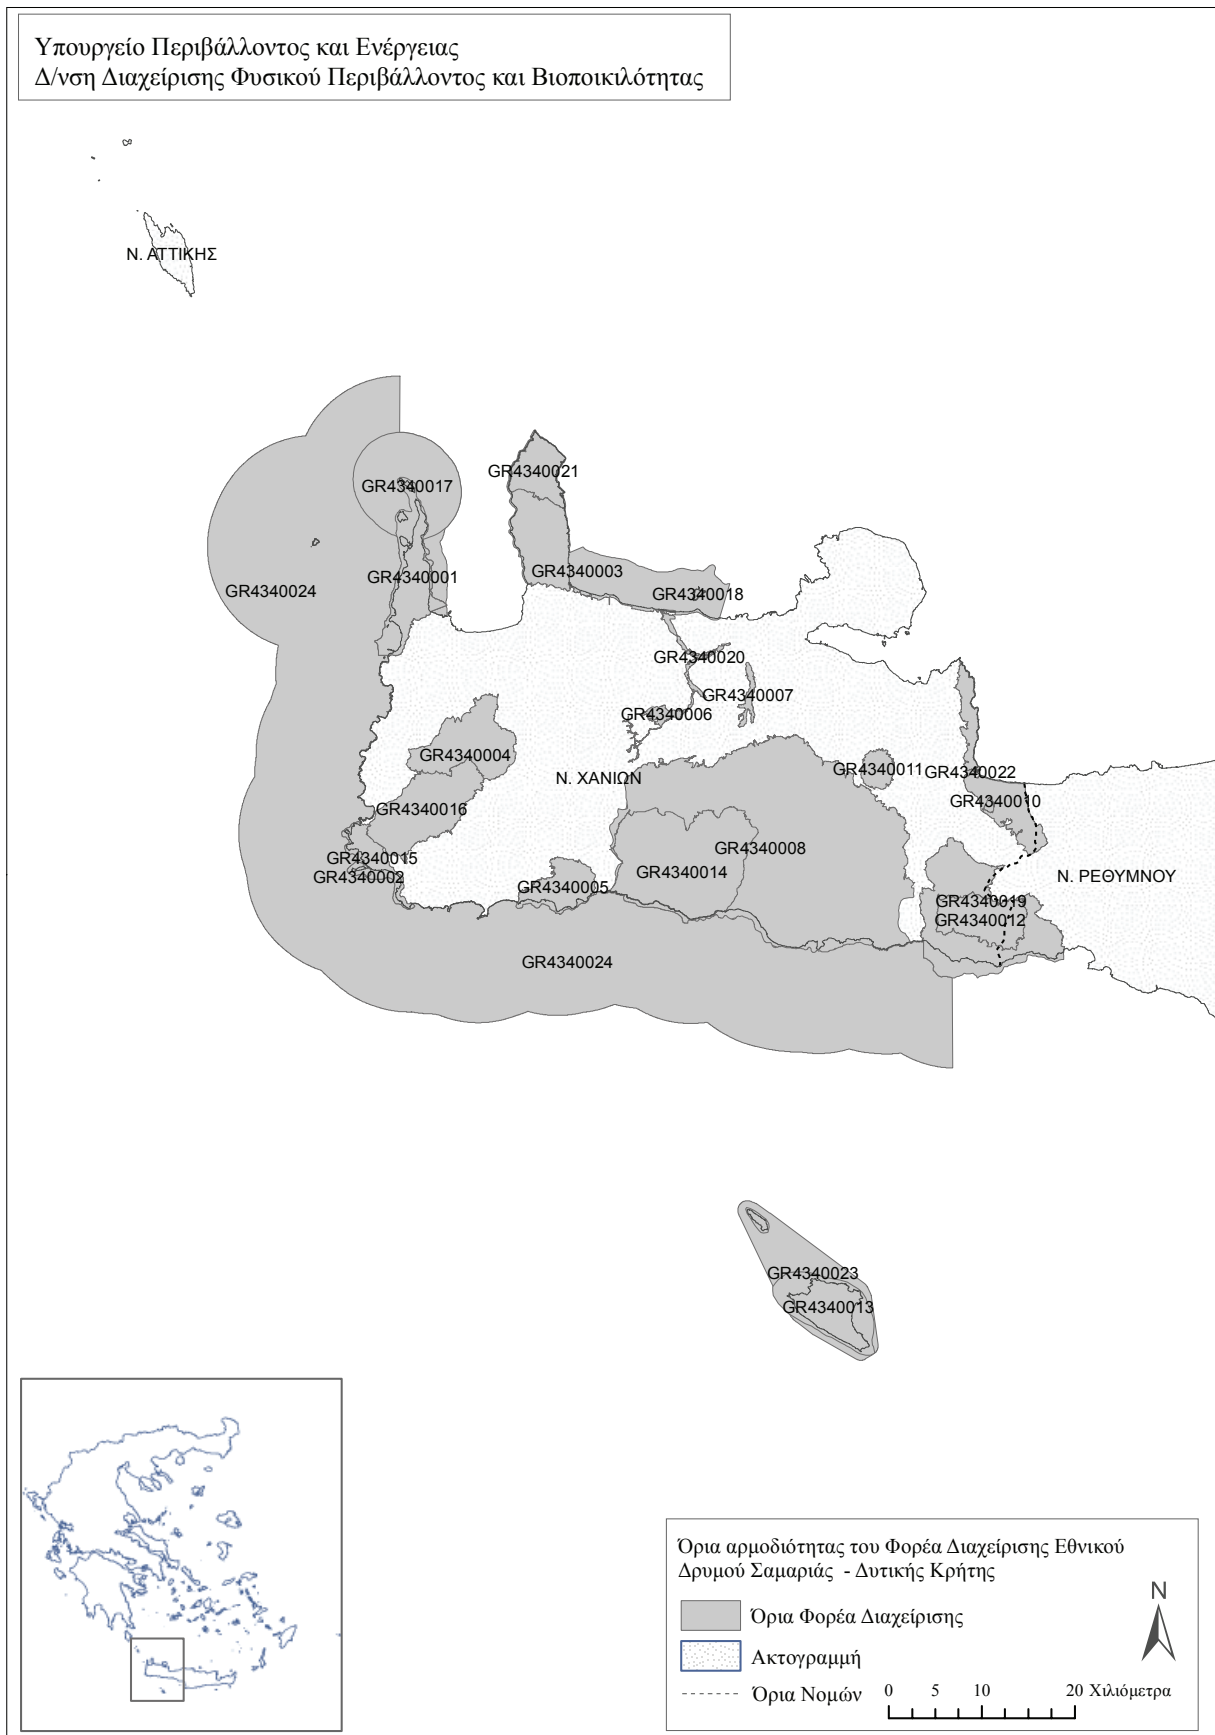 Υπουργείο Περιβάλλοντος και Ενέργειας
Δ/νση Διαχείρισης Φυσικού Περιβάλλοντος και Βιοποικιλότητας
Ν. ΑΤΤΙΚΗΣ
GR4340021
GR4340017
GR4340003
GR4340001
GR4340024
GR4340018
GR4340020
GR4340007
GR4340006
GR4340004
GR4340011
GR4340022
Ν. ΧΑΝΙΩΝ
GR4340010
GR4340016
GR4340008
GR4340015
GR4340014
GR4340002
Ν. ΡΕΘΥΜΝΟΥ
GR4340005
GR4340019
GR4340012
GR4340024
GR4340023
GR4340013
Όρια αρμοδιότητας του Φορέα Διαχείρισης Εθνικού
Δρυμού Σαμαριάς - Δυτικής Κρήτης
Όρια Φορέα Διαχείρισης
Ακτογραμμή
Όρια Νομών
N
0 5 10 20 Χιλιόμετρα